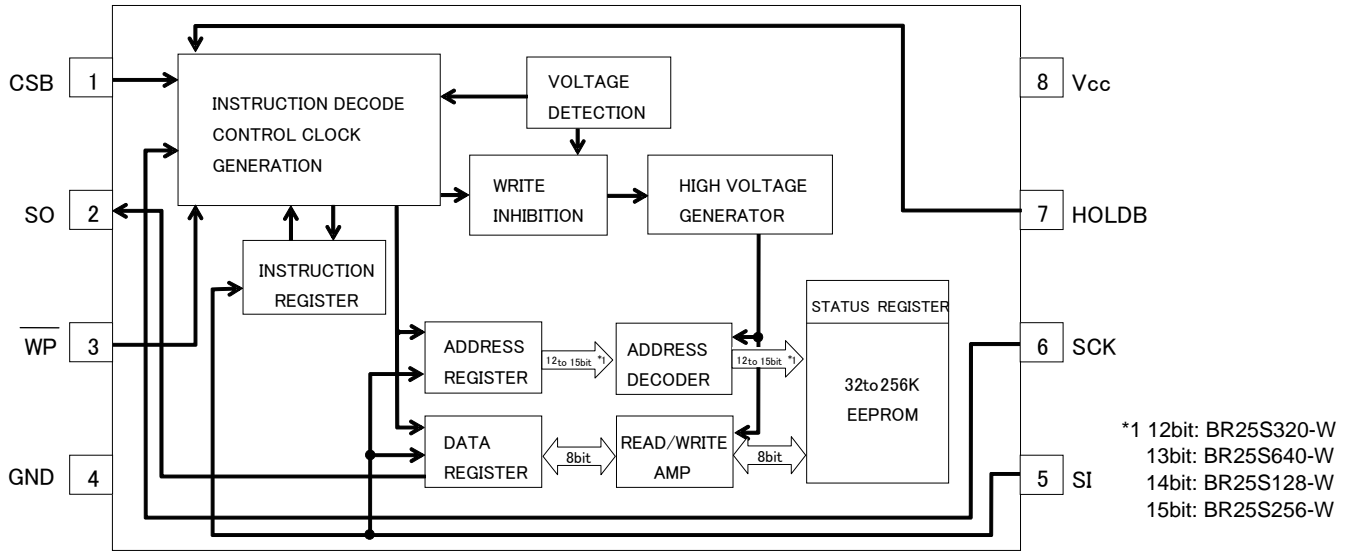 CSB 1
INSTRUCTION DECODE
CONTROL CLOCK
GENERATION
VOLTAGE
DETECTION
8 Vcc
WRITE
INHIBITION
HIGH VOLTAGE
GENERATOR
SO 2
7 HOLDB
INSTRUCTION
REGISTER
STATUS REGISTER
WP 3
ADDRESS
REGISTER
12to 15bit *1
ADDRESS
DECODER
12to 15bit *1
6 SCK
32to256K
EEPROM
DATA
REGISTER
8bit
READ/WRITE
AMP
8bit
GND 4
5 SI
*1 12bit: BR25S320-W
13bit: BR25S640-W
14bit: BR25S128-W
15bit: BR25S256-W